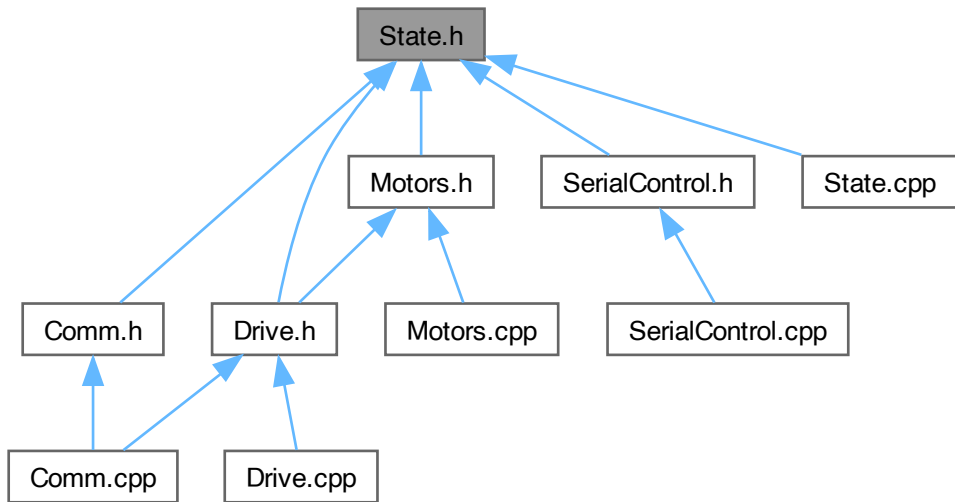 State.h
Motors.h
SerialControl.h
State.cpp
Comm.h
Drive.h
Motors.cpp
SerialControl.cpp
Comm.cpp
Drive.cpp